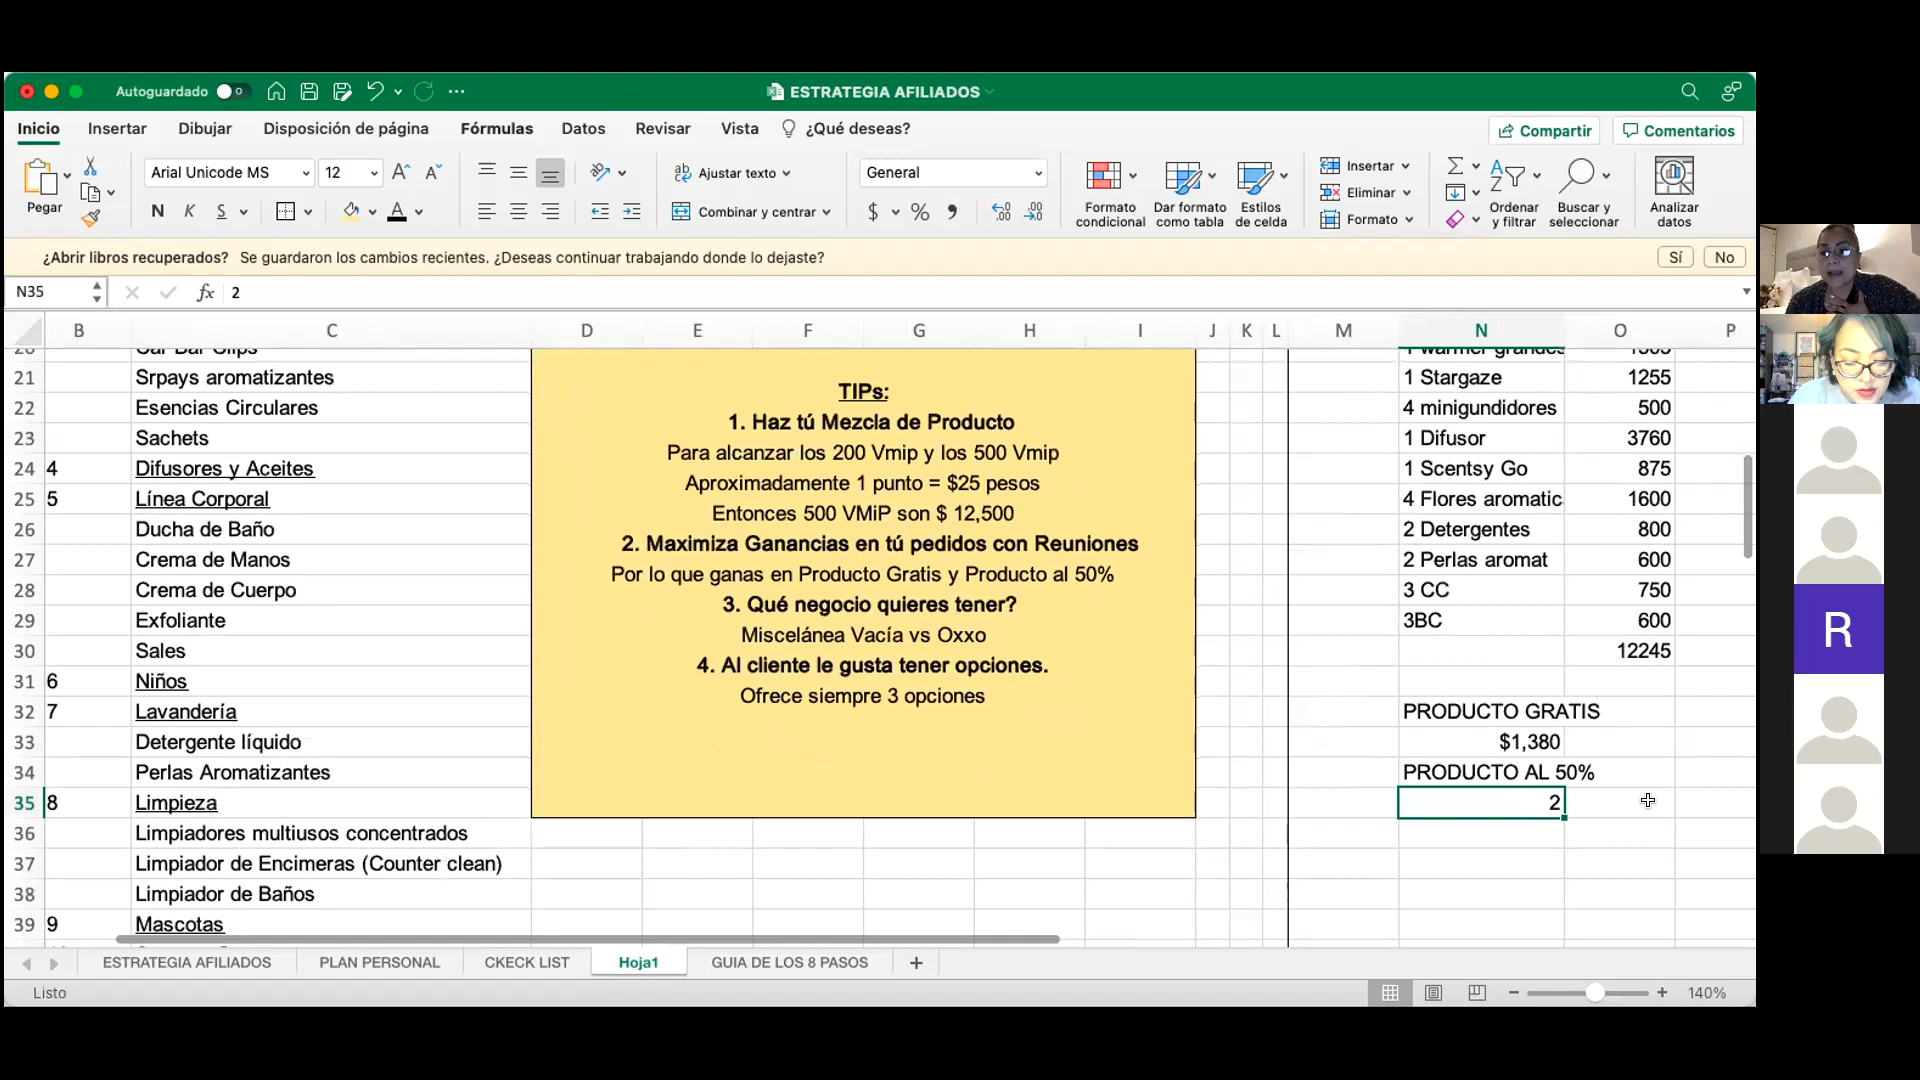 Autoguardado
ESTRATEGIA AFILIADOS
Inicio Insertar Dibujar Disposición de página Fórmulas Datos Revisar Vista ¿Qué deseas? Compartir Comentarios
Pegar
Arial Unicode MS 12
N K S
Ajustar texto
Combinar y centrar
General
$ %
Formato condicional
Dar formato como tabla
Estilos de celda
Insertar
Eliminar
Formato
Ordenar y filtrar
Buscar y seleccionar
Analizar datos
¿Abrir libros recuperados? Se guardaron los cambios recientes. ¿Deseas continuar trabajando donde lo dejaste? Sí No
N35 fx 2
B C D E F G H I J K L M N O P
20 Car Bar Clips
21 Srpays aromatizantes
22 Esencias Circulares
23 Sachets
24 4 Difusores y Aceites
25 5 Línea Corporal
26 Ducha de Baño
27 Crema de Manos
28 Crema de Cuerpo
29 Exfoliante
30 Sales
31 6 Niños
32 7 Lavandería
33 Detergente líquido
34 Perlas Aromatizantes
35 8 Limpieza
36 Limpiadores multiusos concentrados
37 Limpiador de Encimeras (Counter clean)
38 Limpiador de Baños
39 9 Mascotas
TIPs:
1. Haz tú Mezcla de Producto
Para alcanzar los 200 Vmip y los 500 Vmip
Aproximadamente 1 punto = $25 pesos
Entonces 500 VMiP son $ 12,500
2. Maximiza Ganancias en tú pedidos con Reuniones
Por lo que ganas en Producto Gratis y Producto al 50%
3. Qué negocio quieres tener?
Miscelánea Vacía vs Oxxo
4. Al cliente le gusta tener opciones.
Ofrece siempre 3 opciones
1 warmer grandes
1 Stargaze 1255
4 minigundidores 500
1 Difusor 3760
1 Scentsy Go 875
4 Flores aromatic 1600
2 Detergentes 800
2 Perlas aromat 600
3 CC 750
3BC 600
12245
PRODUCTO GRATIS
$1,380
PRODUCTO AL 50%
2
R
ESTRATEGIA AFILIADOS PLAN PERSONAL CKECK LIST Hoja1 GUIA DE LOS 8 PASOS +
Listo
140%